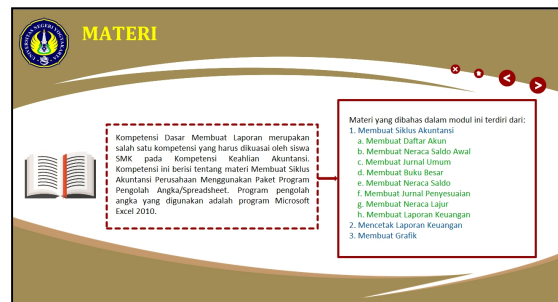 MATERI
Kompetensi Dasar Membuat Laporan merupakan
salah satu kompetensi yang harus dikuasai oleh siswa
SMK pada Kompetensi Keahlian Akuntansi.
Kompetensi ini berisi tentang materi Membuat Siklus
Akuntansi Perusahaan Menggunakan Paket Program
Pengolah Angka/Spreadsheet. Program pengolah
angka yang digunakan adalah program Microsoft
Excel 2010.
Materi yang dibahas dalam modul ini terdiri dari:
1. Membuat Siklus Akuntansi
a. Membuat Daftar Akun
b. Membuat Neraca Saldo Awal
c. Membuat Jurnal Umum
d. Membuat Buku Besar
e. Membuat Neraca Saldo
f. Membuat Jurnal Penyesuaian
g. Membuat Neraca Lajur
h. Membuat Laporan Keuangan
2. Mencetak Laporan Keuangan
3. Membuat Grafik